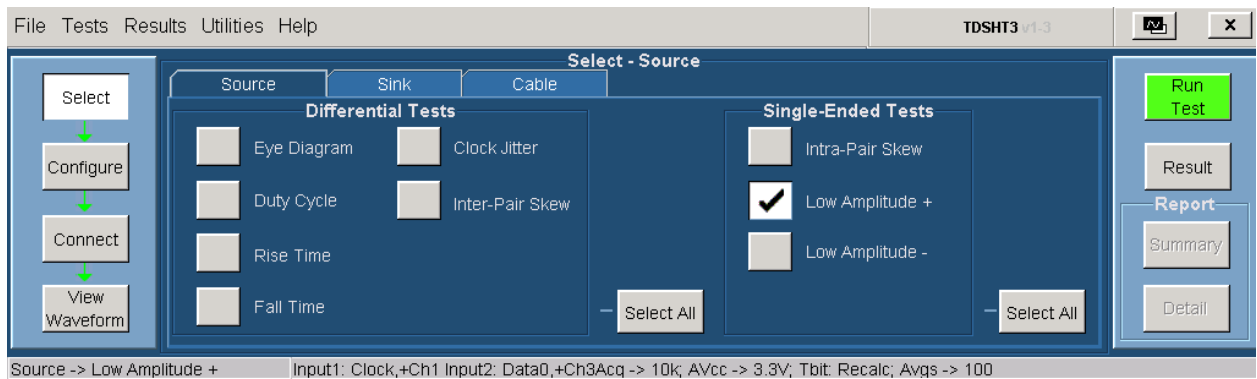 File Tests Results Utilities Help TDSHT3 v1.3 x
Select - Source
Source Sink Cable
Select
Configure
Connect
View
Waveform
Differential Tests
Eye Diagram Clock Jitter
Duty Cycle Inter-Pair Skew
Rise Time
Fall Time
Select All
Single-Ended Tests
Intra-Pair Skew
Low Amplitude +
Low Amplitude -
Select All
Run
Test
Result
Report
Summary
Detail
Source -> Low Amplitude + Input1: Clock,+Ch1 Input2: Data0,+Ch3Acq -> 10k; AVcc -> 3.3V; Tbit: Recalc; Avgs -> 100